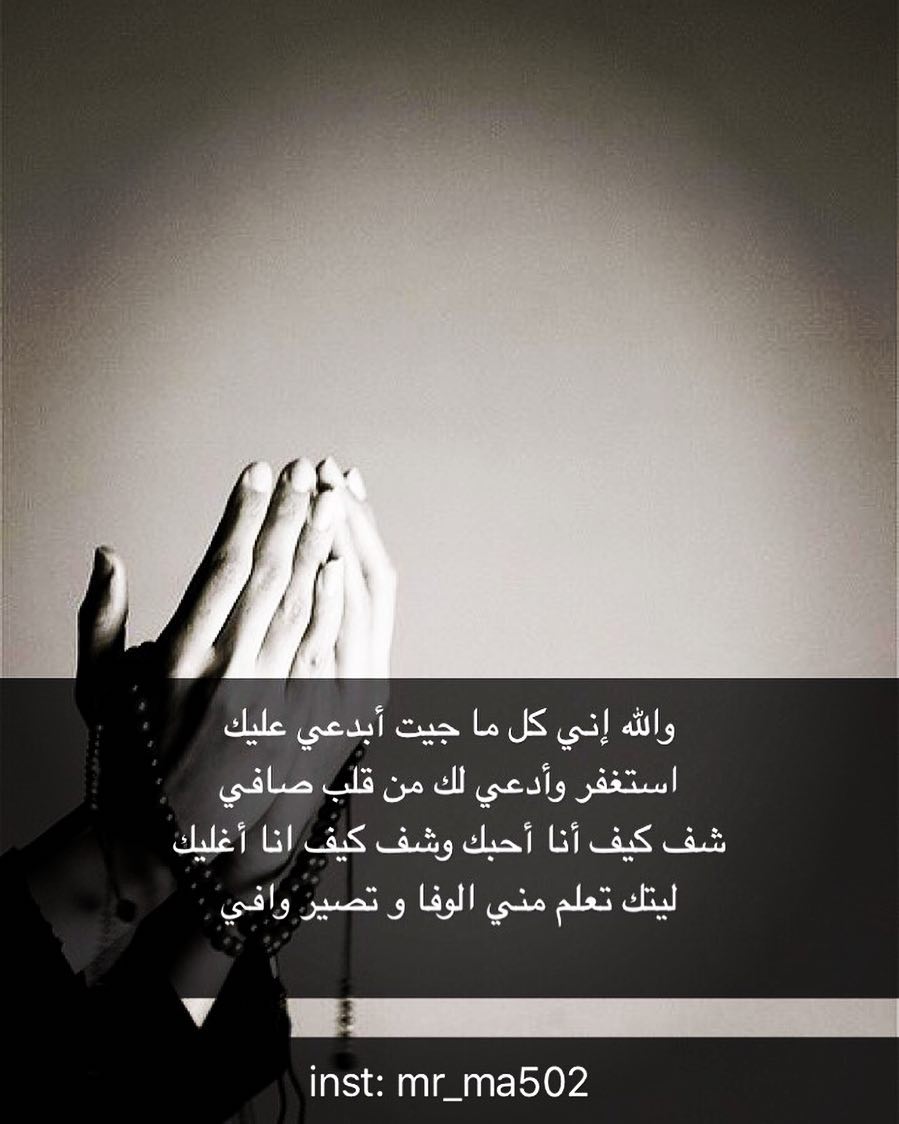 والله إني كل ما جيت أبدعي عليك
استغفر وأدعي لك من قلب صافي
شف كيف أنا أحبك وشف كيف انا أغليك
ليتك تعلم مني الوفا و تصير وافي
inst: mr_ma502